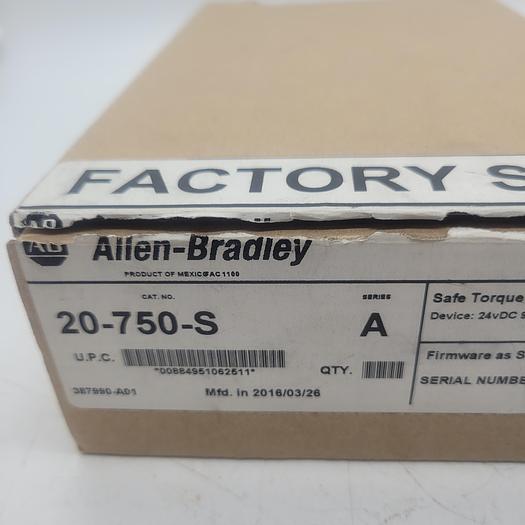 FACTORY S
AB
Allen-Bradley
PRODUCT OF MEXICO
CAT. NO.
SERIES
20-750-S
A
U.P.C.
*00884951062511*
QTY.
387990-A01
Mfd. in 2016/03/26
Safe Torque
Device: 24vDC S
Firmware as S
SERIAL NUMBE